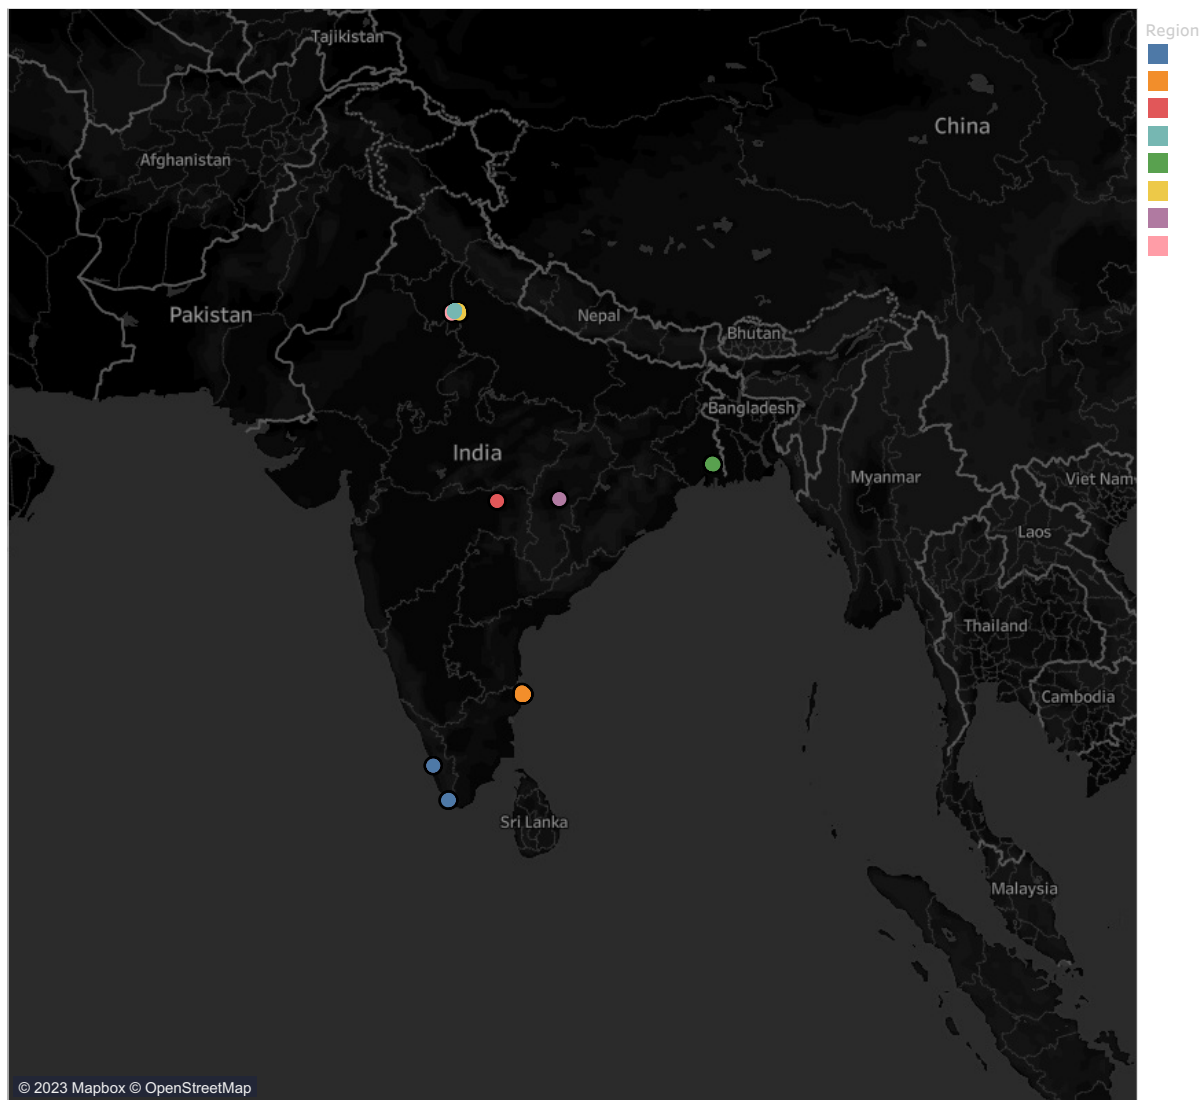 Tajikistan
Region
China
Afghanistan
Pakistan
Nepal
Bhutan
Bangladesh
India
Myanmar
Viet Nam
Laos
Thailand
Cambodia
Sri Lanka
Malaysia
© 2023 Mapbox © OpenStreetMap